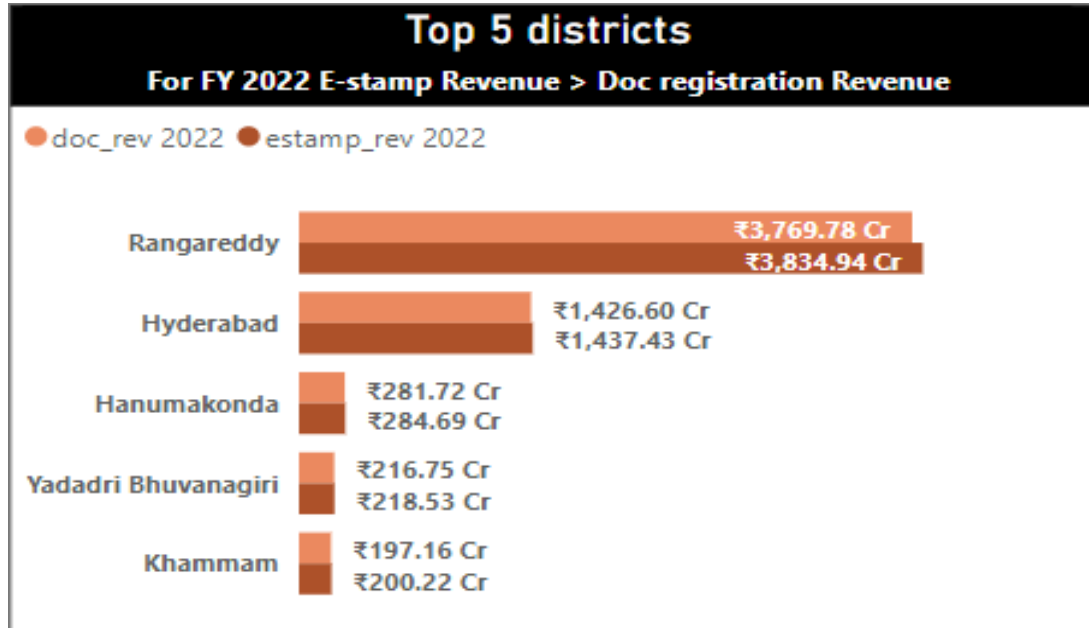 Top 5 districts
For FY 2022 E-stamp Revenue > Doc registration Revenue
doc_rev 2022 estamp_rev 2022
Rangareddy
₹3,769.78 Cr
₹3,834.94 Cr
Hyderabad
₹1,426.60 Cr
₹1,437.43 Cr
Hanumakonda
₹281.72 Cr
₹284.69 Cr
Yadadri Bhuvanagiri
₹216.75 Cr
₹218.53 Cr
Khammam
₹197.16 Cr
₹200.22 Cr